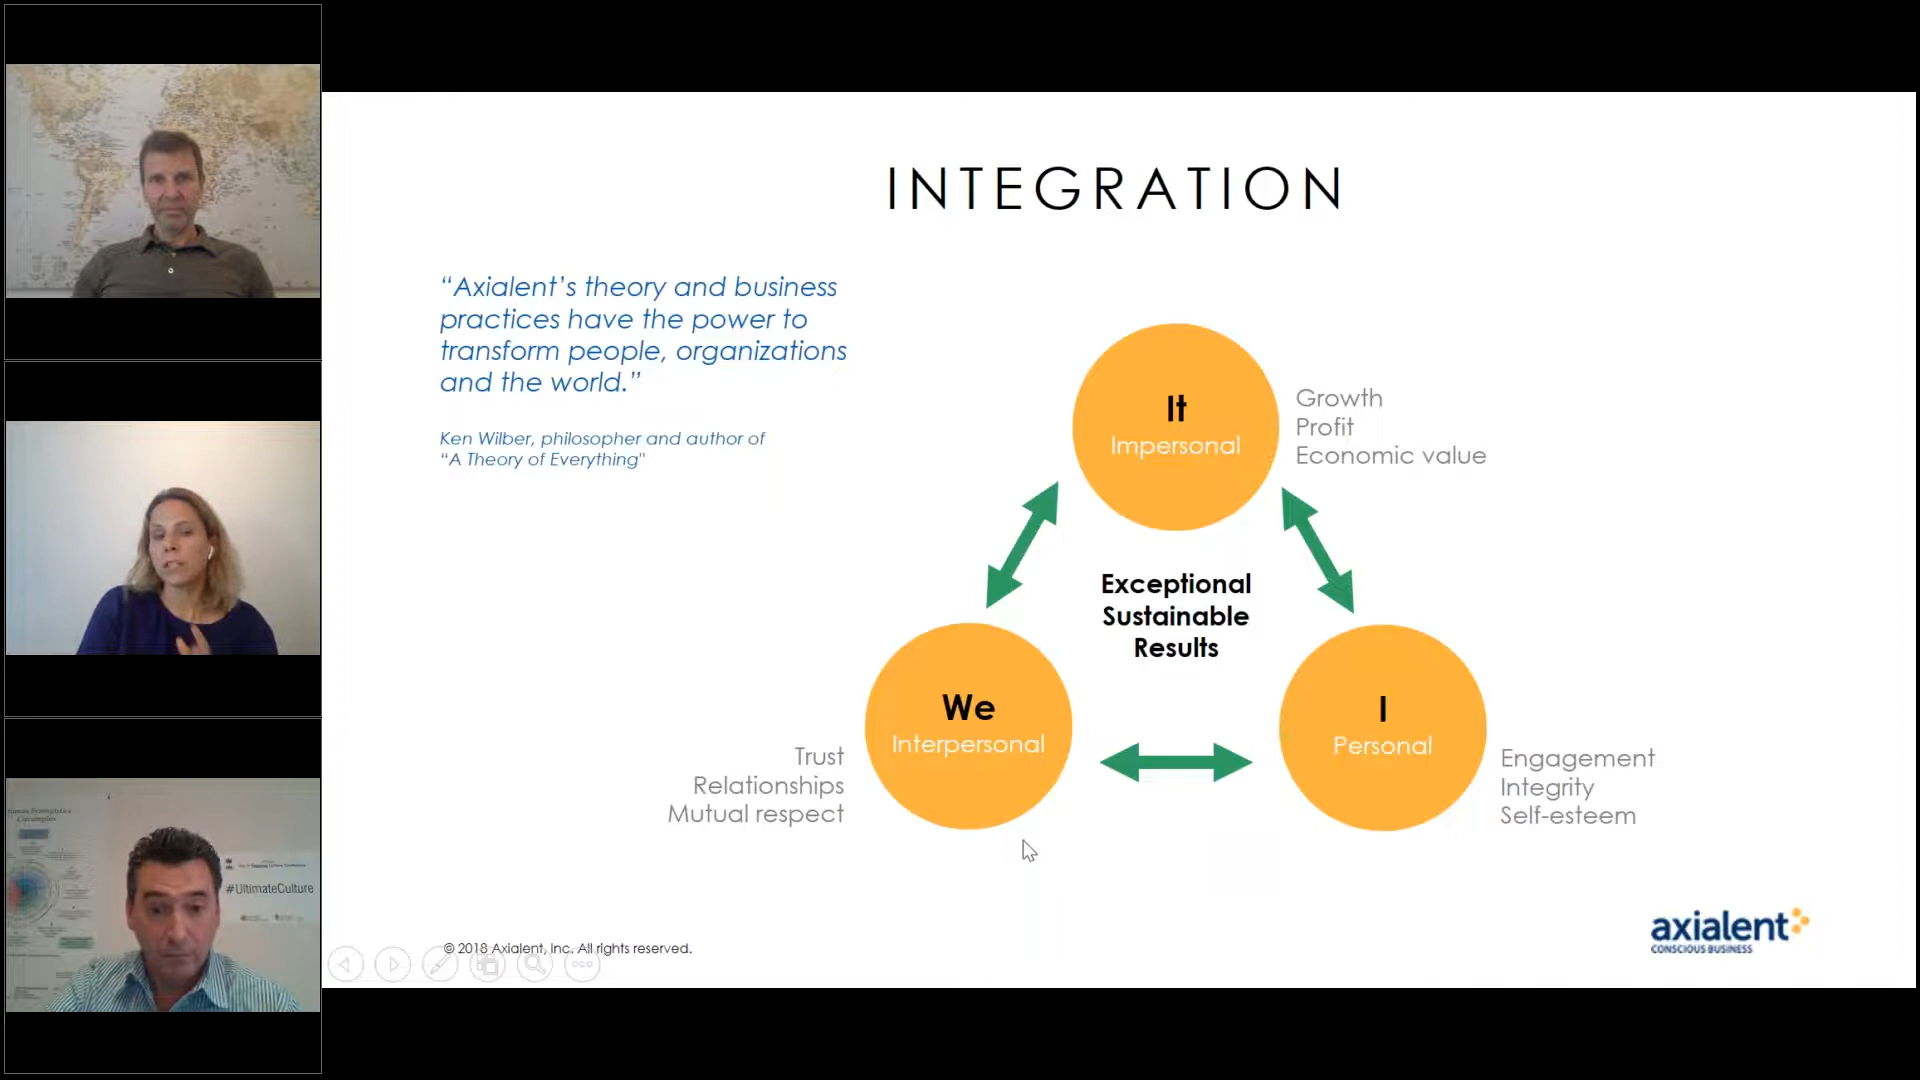 INTEGRATION
“Axialent’s theory and business
practices have the power to
transform people, organizations
and the world.”
Ken Wilber, philosopher and author of
“A Theory of Everything"
It
Impersonal
Growth
Profit
Economic value
Exceptional
Sustainable
Results
We
Interpersonal
Trust
Relationships
Mutual respect
I
Personal
Engagement
Integrity
Self-esteem
© 2018 Axialent, Inc. All rights reserved.
axialent
CONSCIOUS BUSINESS
Circumplex
#UltimateCulture